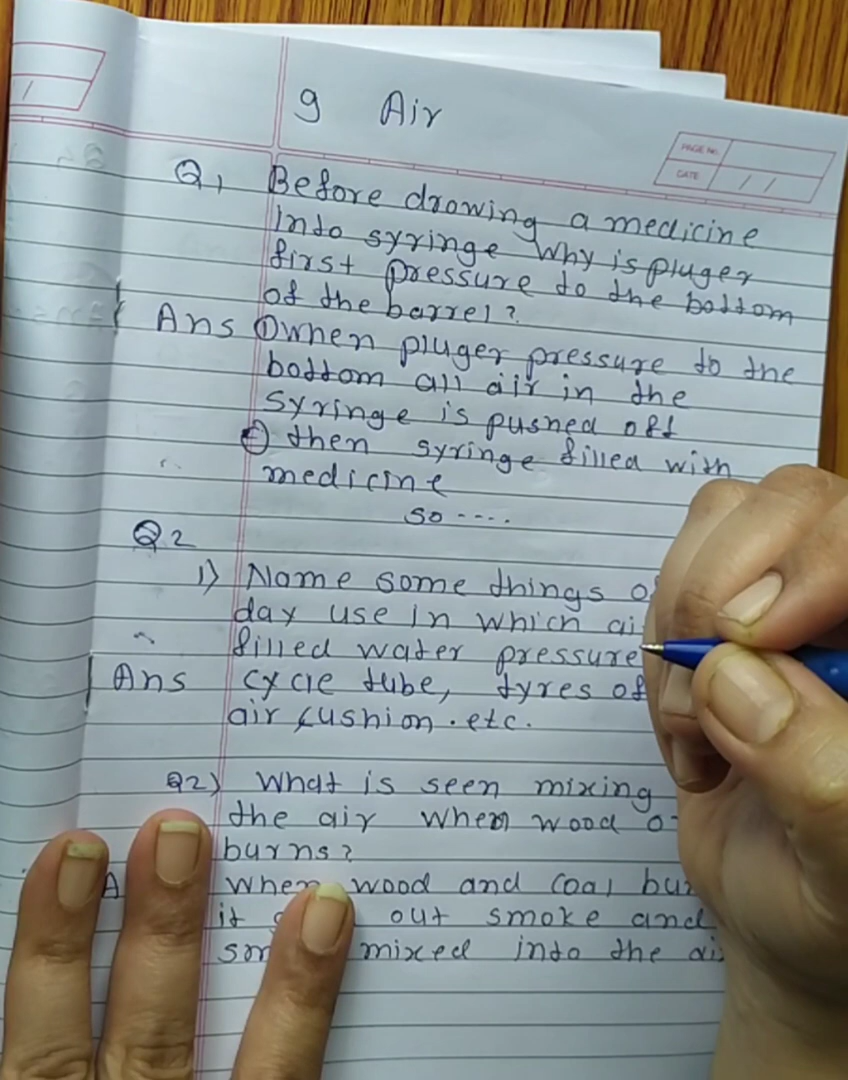 9 Air
PAGE NO.
DATE / /
Q1 Before drowing a medicine
into syringe Why is pluger
first pressure to the bottom
of the barrel?
Ans ① when pluger pressure to the
bottom all air in the
syringe is pushed off
② then syringe filled with
medicine
so ....
Q2
1) Name some things
day use in which
filled water pressure
Ans cycle tube, tyres of
air cushion. etc.
Q2) What is seen mixing
the air when wood
burns?
When wood and coal
it out smoke and
mixed into the